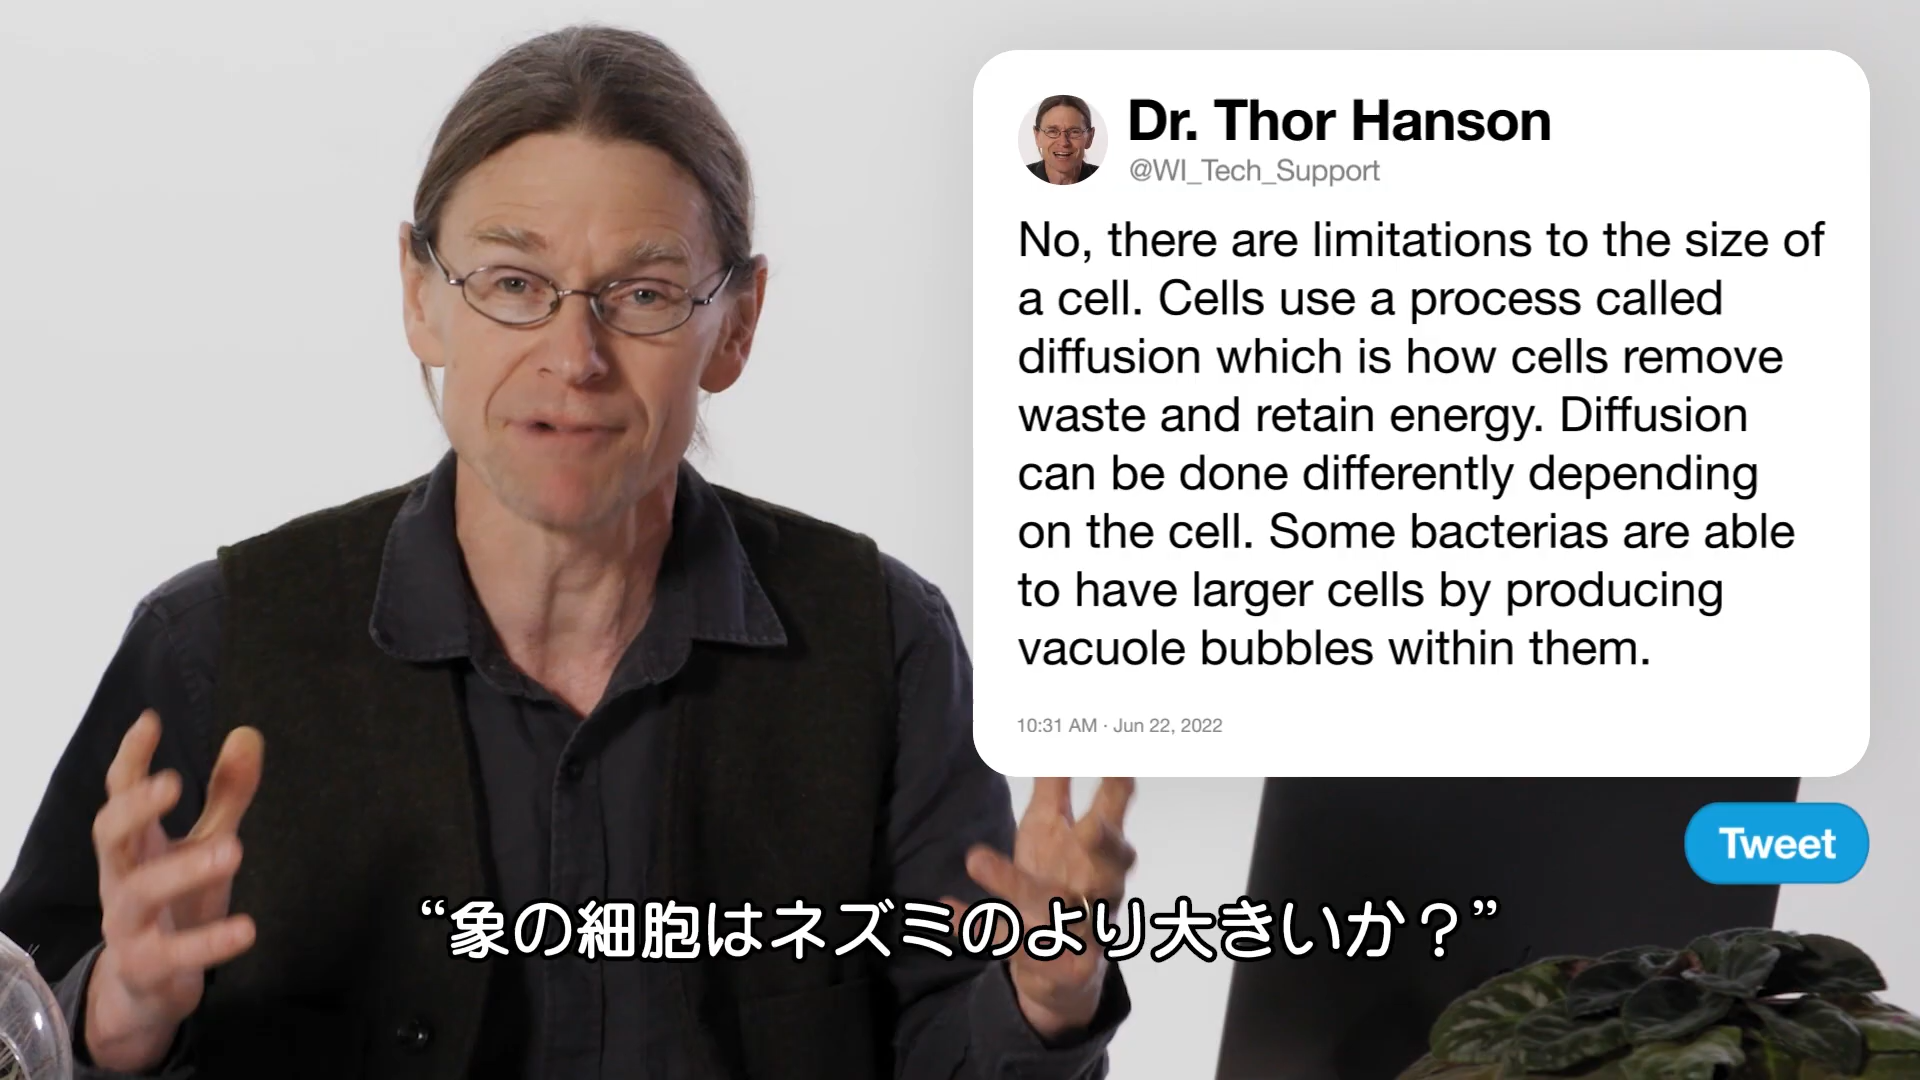 Dr. Thor Hanson
@WI_Tech_Support
No, there are limitations to the size of
a cell. Cells use a process called
diffusion which is how cells remove
waste and retain energy. Diffusion
can be done differently depending
on the cell. Some bacterias are able
to have larger cells by producing
vacuole bubbles within them.
10:31 AM · Jun 22, 2022
Tweet
“象の細胞はネズミのより大きいか？”